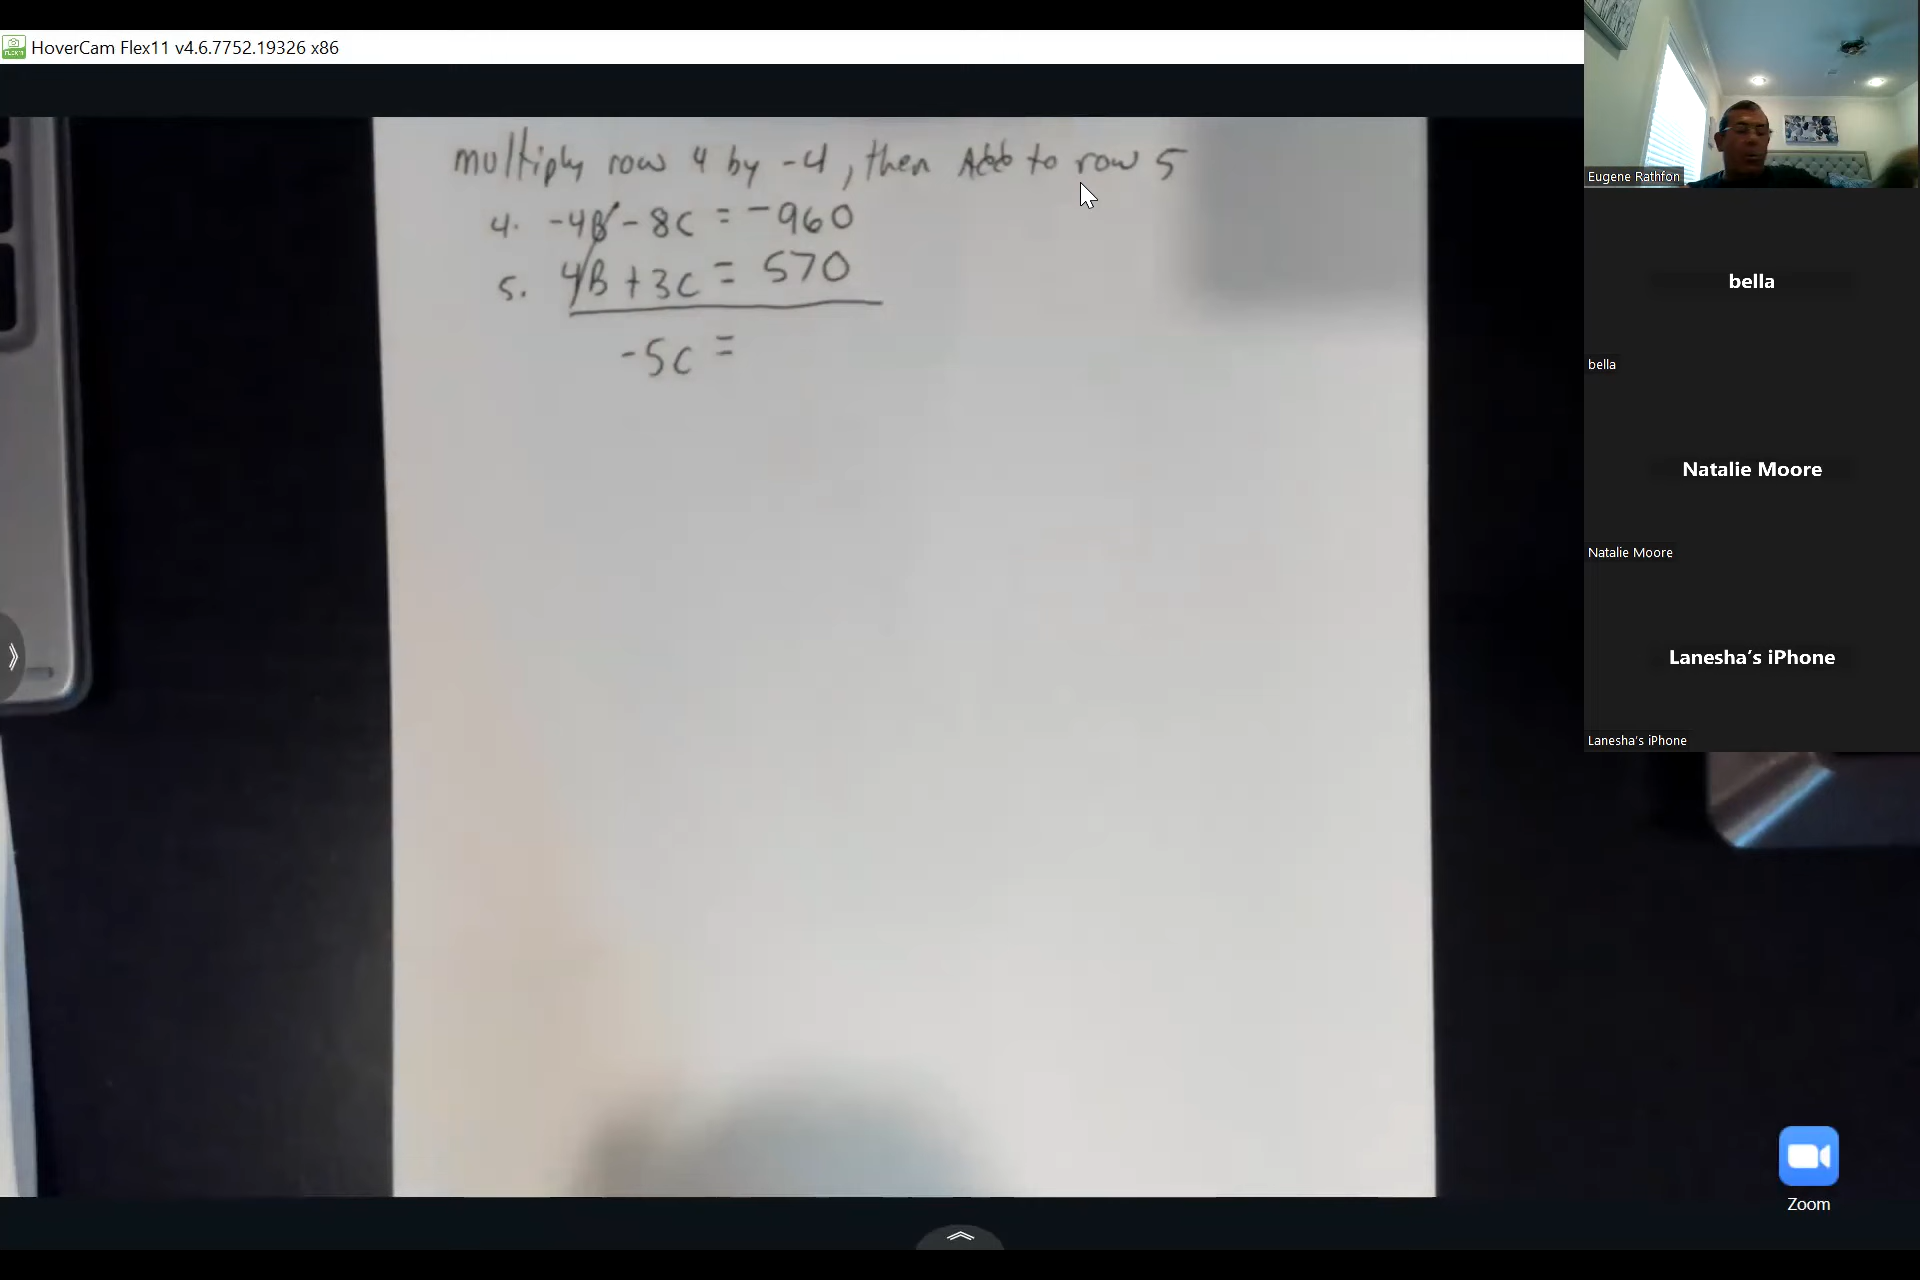 HoverCam Flex11 v4.6.7752.19326 x86
multiply row 4 by -4, then Add to row 5
4. -4B - 8C = -960
5. 4B + 3C = 570
-5C =
Eugene Rathfon
bella
bella
Natalie Moore
Natalie Moore
Lanesha’s iPhone
Lanesha's iPhone
Zoom